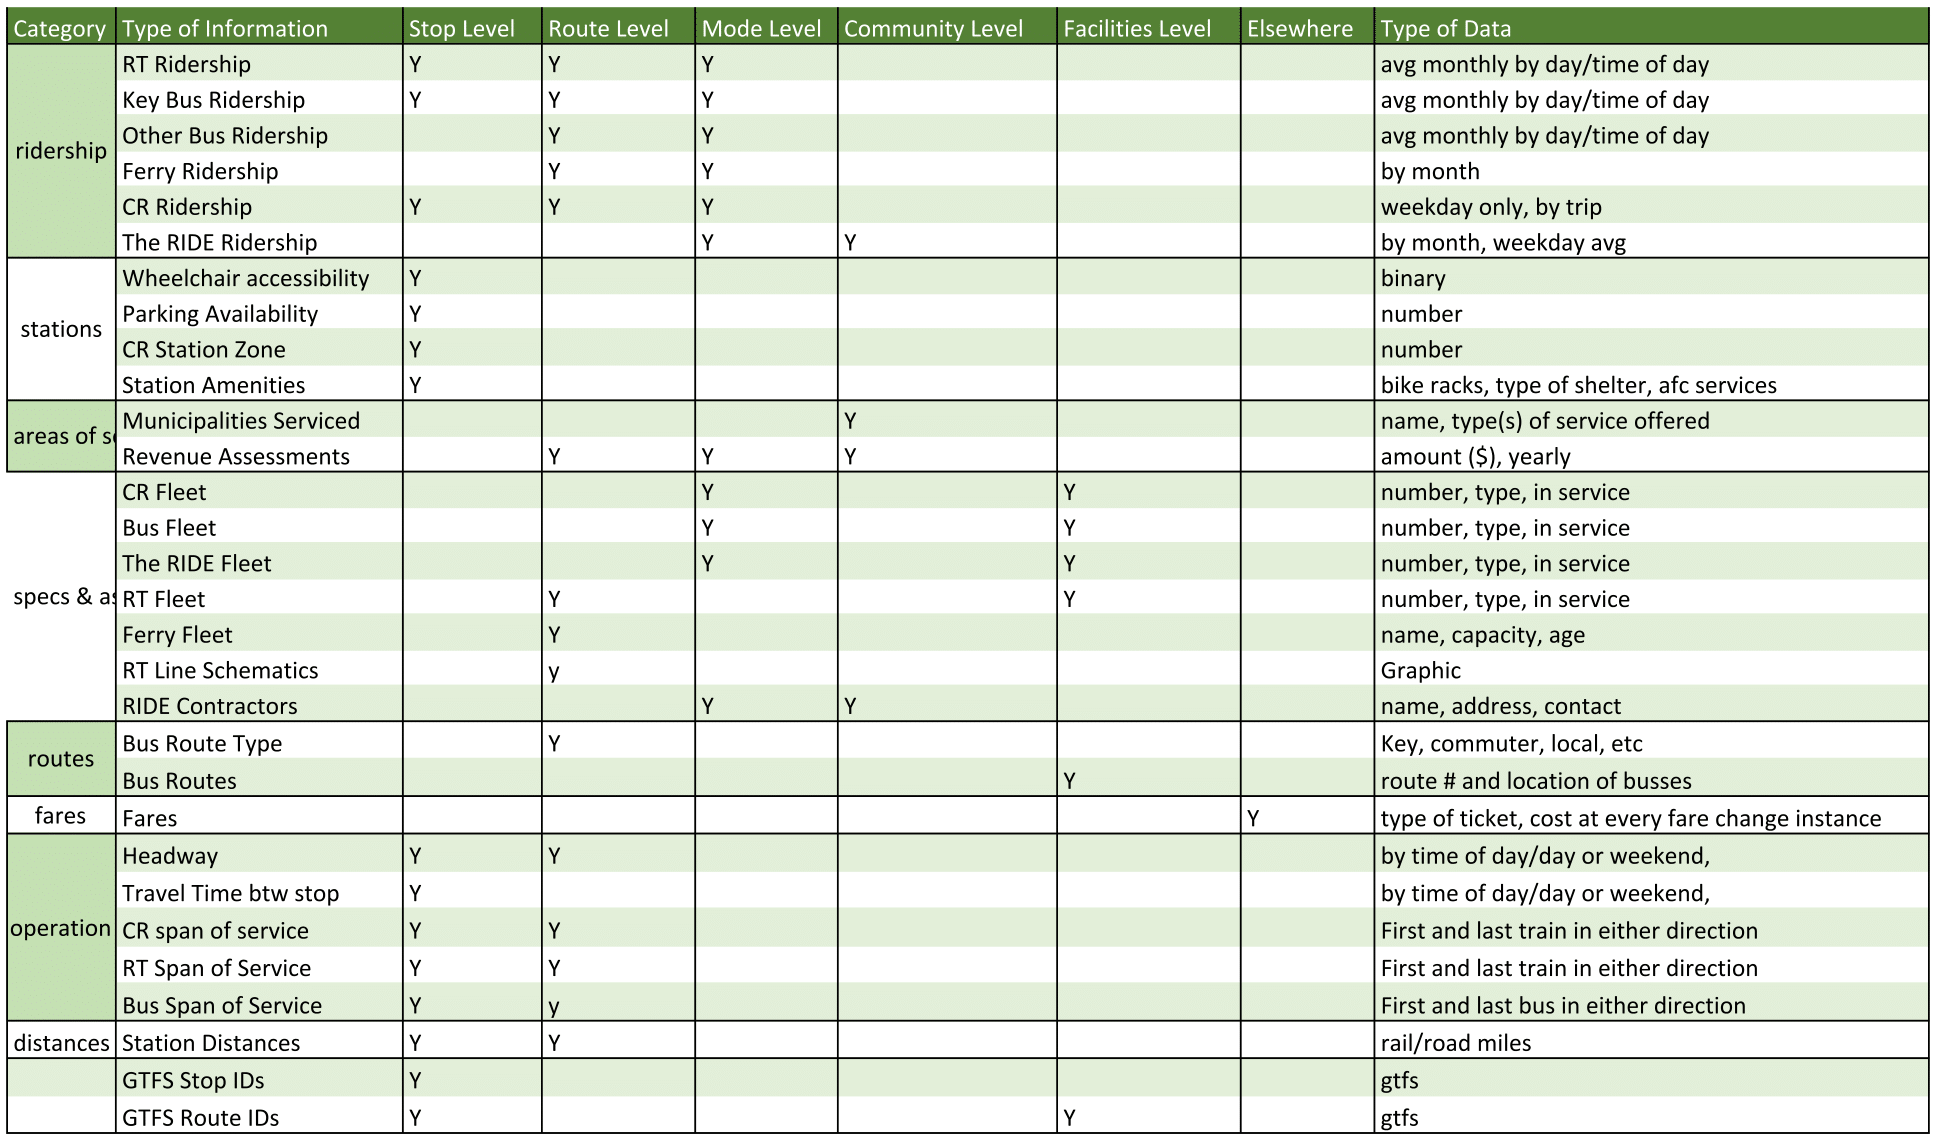 Category Type of Information Stop Level Route Level Mode Level Community Level Facilities Level Elsewhere Type of Data
ridership
RT Ridership Y Y Y avg monthly by day/time of day
Key Bus Ridership Y Y Y avg monthly by day/time of day
Other Bus Ridership Y Y avg monthly by day/time of day
Ferry Ridership Y Y by month
CR Ridership Y Y Y weekday only, by trip
The RIDE Ridership Y Y by month, weekday avg
stations
Wheelchair accessibility Y binary
Parking Availability Y number
CR Station Zone Y number
Station Amenities Y bike racks, type of shelter, afc services
areas of s
Municipalities Serviced Y name, type(s) of service offered
Revenue Assessments Y Y Y amount ($), yearly
specs & a
CR Fleet Y Y number, type, in service
Bus Fleet Y Y number, type, in service
The RIDE Fleet Y Y number, type, in service
RT Fleet Y Y number, type, in service
Ferry Fleet Y name, capacity, age
RT Line Schematics y Graphic
RIDE Contractors Y Y name, address, contact
routes
Bus Route Type Y Key, commuter, local, etc
Bus Routes Y route # and location of busses
fares Fares Y type of ticket, cost at every fare change instance
operation
Headway Y Y by time of day/day or weekend,
Travel Time btw stop Y by time of day/day or weekend,
CR span of service Y Y First and last train in either direction
RT Span of Service Y Y First and last train in either direction
Bus Span of Service Y y First and last bus in either direction
distances Station Distances Y Y rail/road miles
GTFS Stop IDs Y gtfs
GTFS Route IDs Y Y gtfs